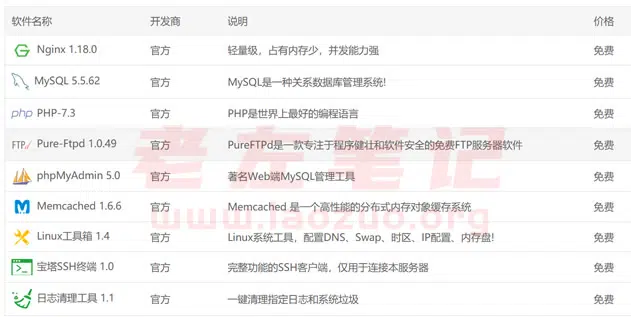 软件名称 开发商 说明 价格
Nginx 1.18.0 官方 轻量级，占有内存少，并发能力强 免费
MySQL 5.5.62 官方 MySQL是一种关系数据库管理系统! 免费
php PHP-7.3 官方 PHP是世界上最好的编程语言 免费
FTP Pure-Ftpd 1.0.49 官方 PureFTPd是一款专注于程序健壮和软件安全的免费FTP服务器软件 免费
phpMyAdmin 5.0 官方 著名Web端MySQL管理工具 免费
Memcached 1.6.6 官方 Memcached 是一个高性能的分布式内存对象缓存系统 免费
Linux工具箱 1.4 官方 Linux系统工具，配置DNS、Swap、时区、IP配置、内存盘! 免费
宝塔SSH终端 1.0 官方 完整功能的SSH客户端，仅用于连接本服务器 免费
日志清理工具 1.1 官方 一键清理指定日志和系统垃圾 免费
老左笔记
www.laozuo.org